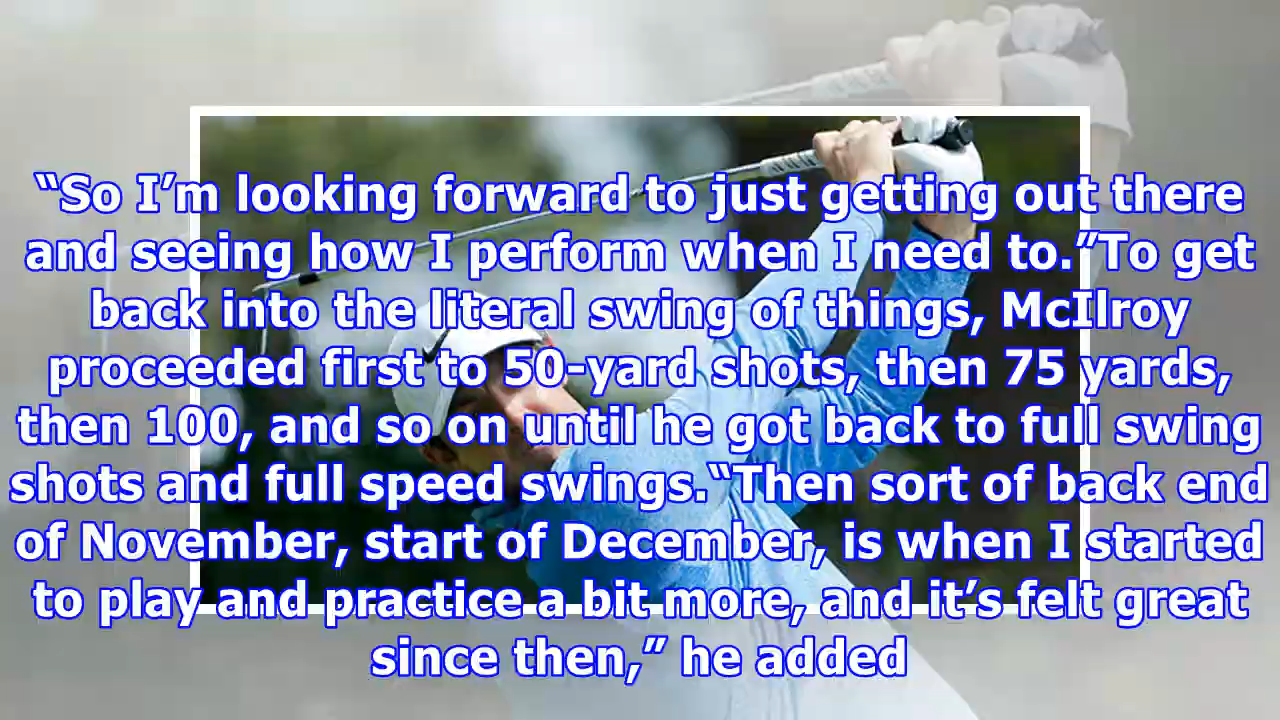 “So I’m looking forward to just getting out there
and seeing how I perform when I need to.”To get
back into the literal swing of things, McIlroy
proceeded first to 50-yard shots, then 75 yards,
then 100, and so on until he got back to full swing
shots and full speed swings.“Then sort of back end
of November, start of December, is when I started
to play and practice a bit more, and it’s felt great
since then,” he added